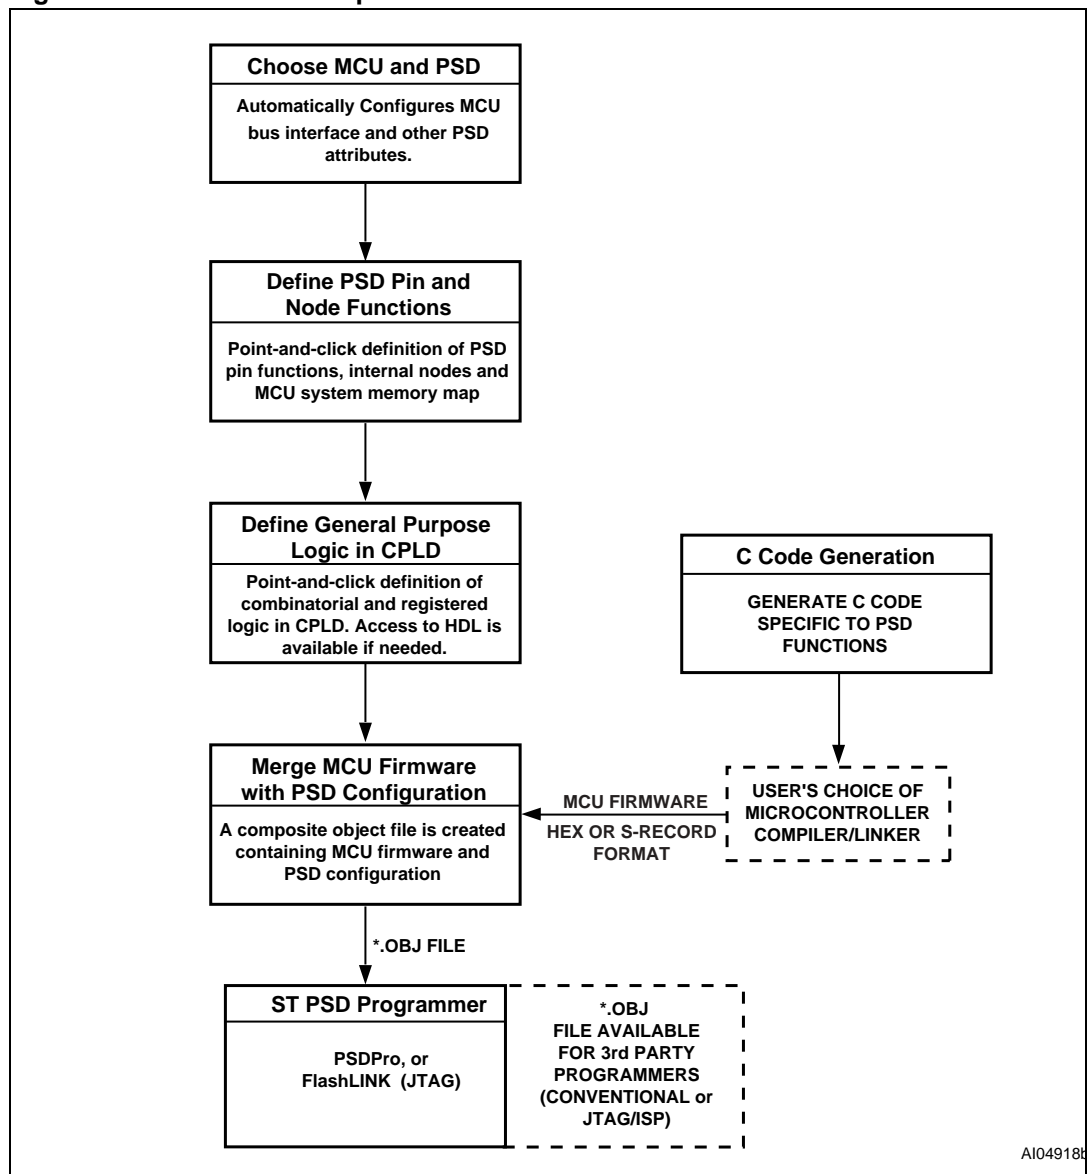 Choose MCU and PSD
Automatically Configures MCU
bus interface and other PSD
attributes.
Define PSD Pin and
Node Functions
Point-and-click definition of PSD
pin functions, internal nodes and
MCU system memory map
Define General Purpose
Logic in CPLD
Point-and-click definition of
combinatorial and registered
logic in CPLD. Access to HDL is
available if needed.
C Code Generation
GENERATE C CODE
SPECIFIC TO PSD
FUNCTIONS
Merge MCU Firmware
with PSD Configuration
A composite object file is created
containing MCU firmware and
PSD configuration
MCU FIRMWARE
HEX OR S-RECORD
FORMAT
USER'S CHOICE OF
MICROCONTROLLER
COMPILER/LINKER
*.OBJ FILE
ST PSD Programmer
PSDPro, or
FlashLINK (JTAG)
*.OBJ
FILE AVAILABLE
FOR 3rd PARTY
PROGRAMMERS
(CONVENTIONAL or
JTAG/ISP)
AI04918b